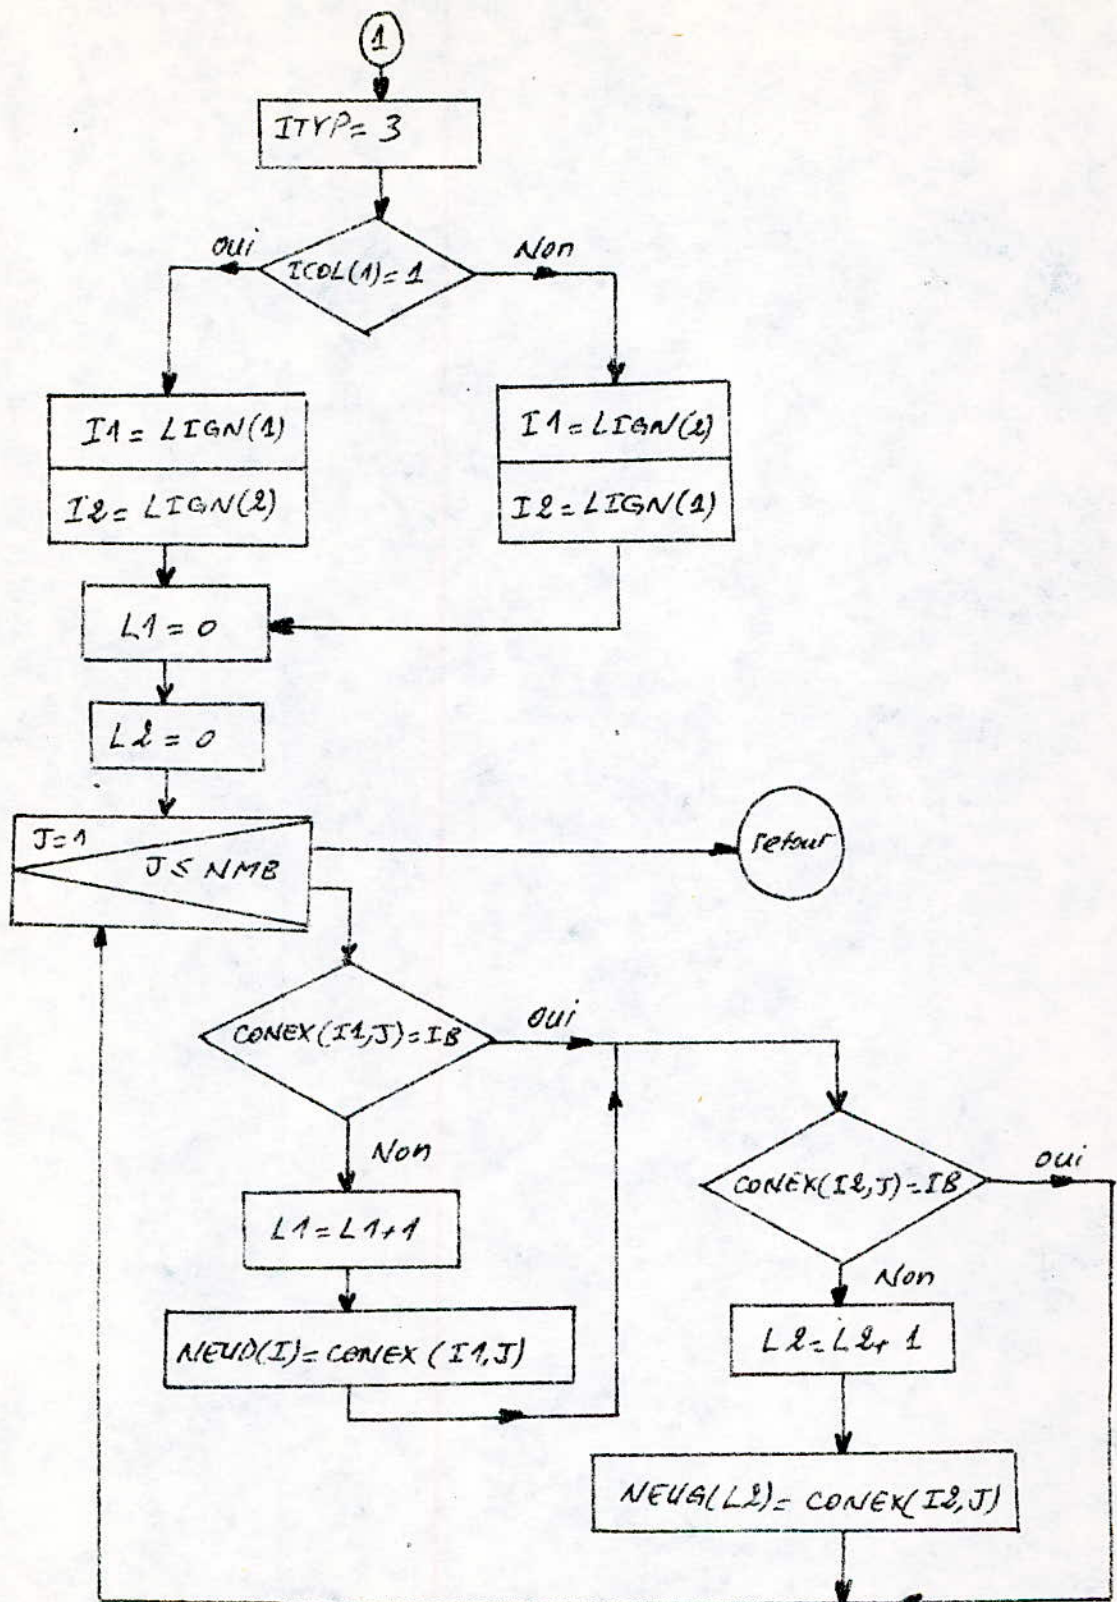 1
ITYP= 3
oui
Non
ICOL(1)=1
I1=LIGN(1)
I2=LIGN(2)
I1=LIGN(2)
I2=LIGN(1)
L1=0
L2=0
J=1
J≤NMB
retour
CONEX(I1,J)=IB
oui
Non
L1=L1+1
NEUD(I)=CONEX(I1,J)
CONEX(I2,J)=IB
oui
Non
L2=L2+1
NEUG(L2)=CONEX(I2,J)